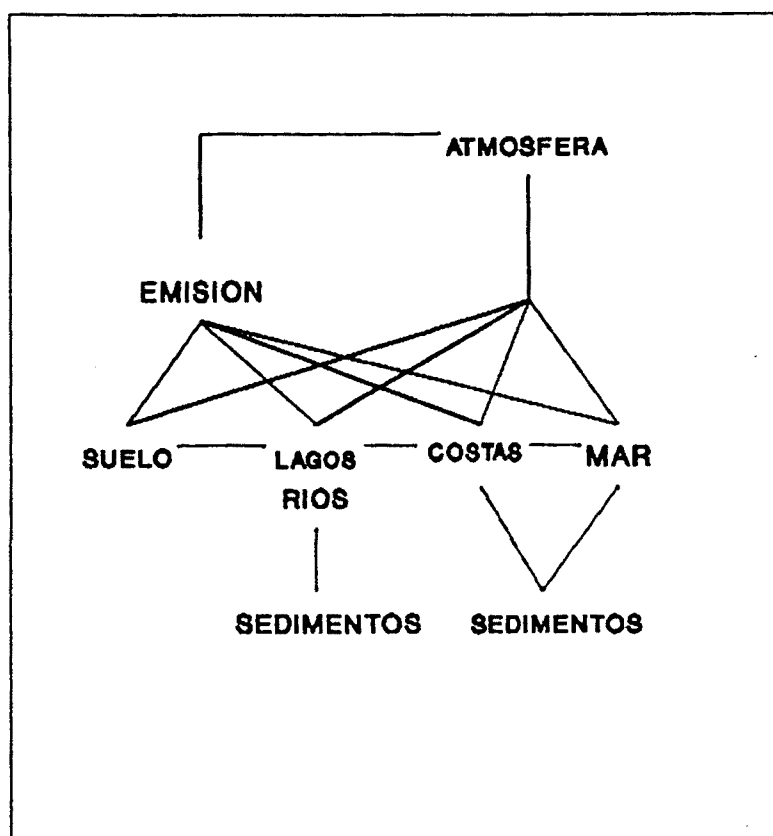 ATMOSFERA
EMISION
SUELO
LAGOS
RIOS
COSTAS
MAR
SEDIMENTOS
SEDIMENTOS